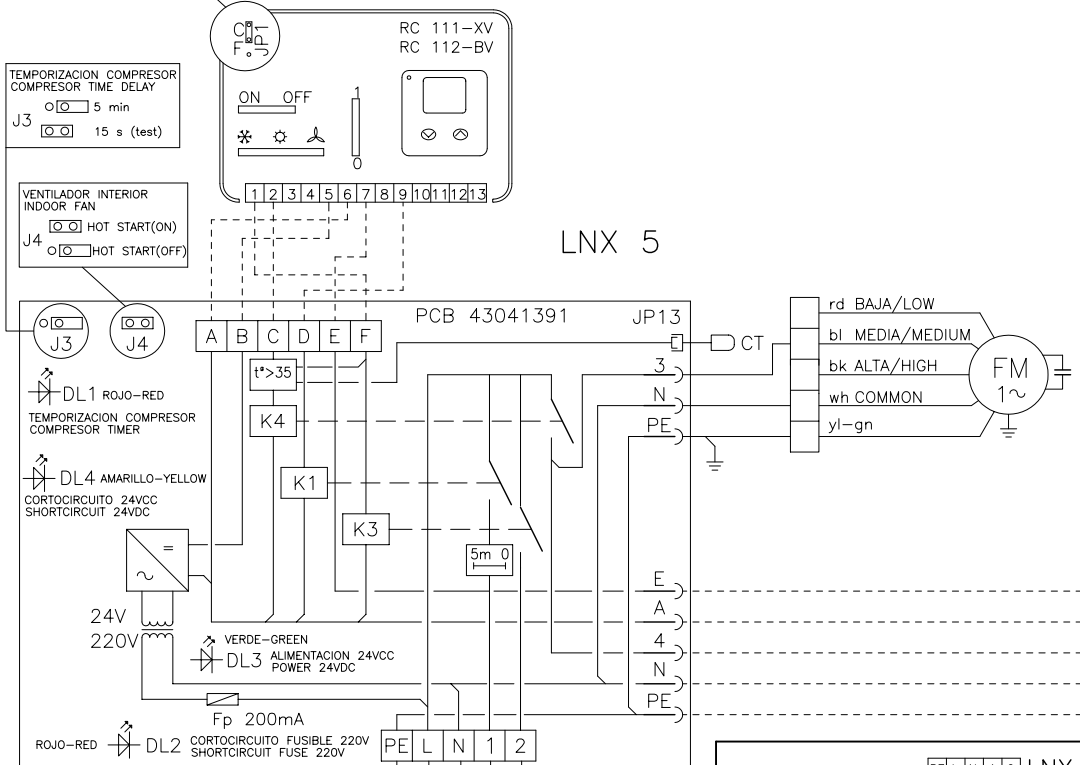 C
F
JP1
RC 111-XV
RC 112-BV
ON OFF
1
0
1 2 3 4 5 6 7 8 9 10 11 12 13
TEMPORIZACION COMPRESOR
COMPRESOR TIME DELAY
J3
5 min
15 s (test)
VENTILADOR INTERIOR
INDOOR FAN
J4
HOT START(ON)
HOT START(OFF)
LNX 5
J3
J4
A B C D E F
PCB 43041391
JP13
CT
3
N
PE
rd BAJA/LOW
bl MEDIA/MEDIUM
bk ALTA/HIGH
wh COMMON
yl-gn
FM
1~
t°>35
K4
K1
K3
5m 0
DL1 ROJO-RED
TEMPORIZACION COMPRESOR
COMPRESOR TIMER
DL4 AMARILLO-YELLOW
CORTOCIRCUITO 24VCC
SHORTCIRCUIT 24VDC
=
~
24V
220V
VERDE-GREEN
DL3 ALIMENTACION 24VCC
POWER 24VDC
E
A
4
N
PE
Fp 200mA
ROJO-RED DL2 CORTOCIRCUITO FUSIBLE 220V
SHORTCIRCUIT FUSE 220V
PE L N 1 2
LNX